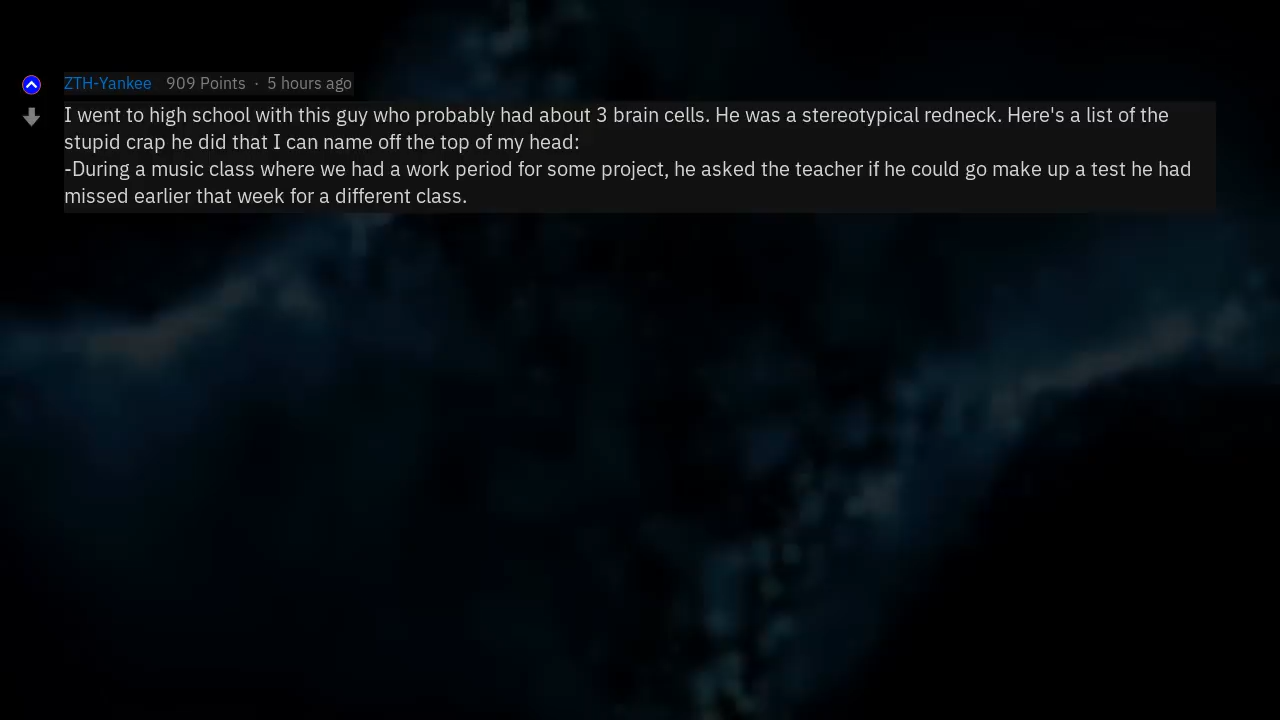 ZTH-Yankee 909 Points · 5 hours ago
I went to high school with this guy who probably had about 3 brain cells. He was a stereotypical redneck. Here's a list of the
stupid crap he did that I can name off the top of my head:
-During a music class where we had a work period for some project, he asked the teacher if he could go make up a test he had
missed earlier that week for a different class.